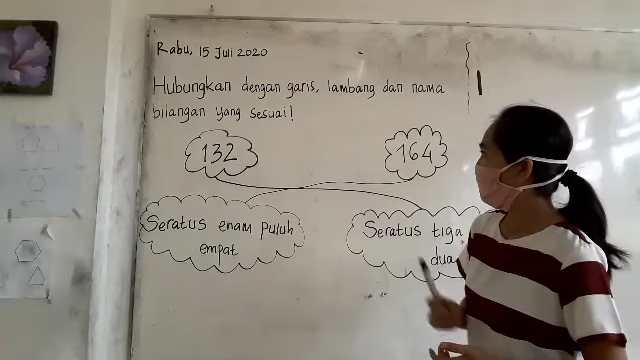 Rabu, 15 Juli 2020
Hubungkan dengan garis, lambang dan nama
bilangan yang sesuai!
132
164
Seratus enam puluh
empat
Seratus tiga
dua